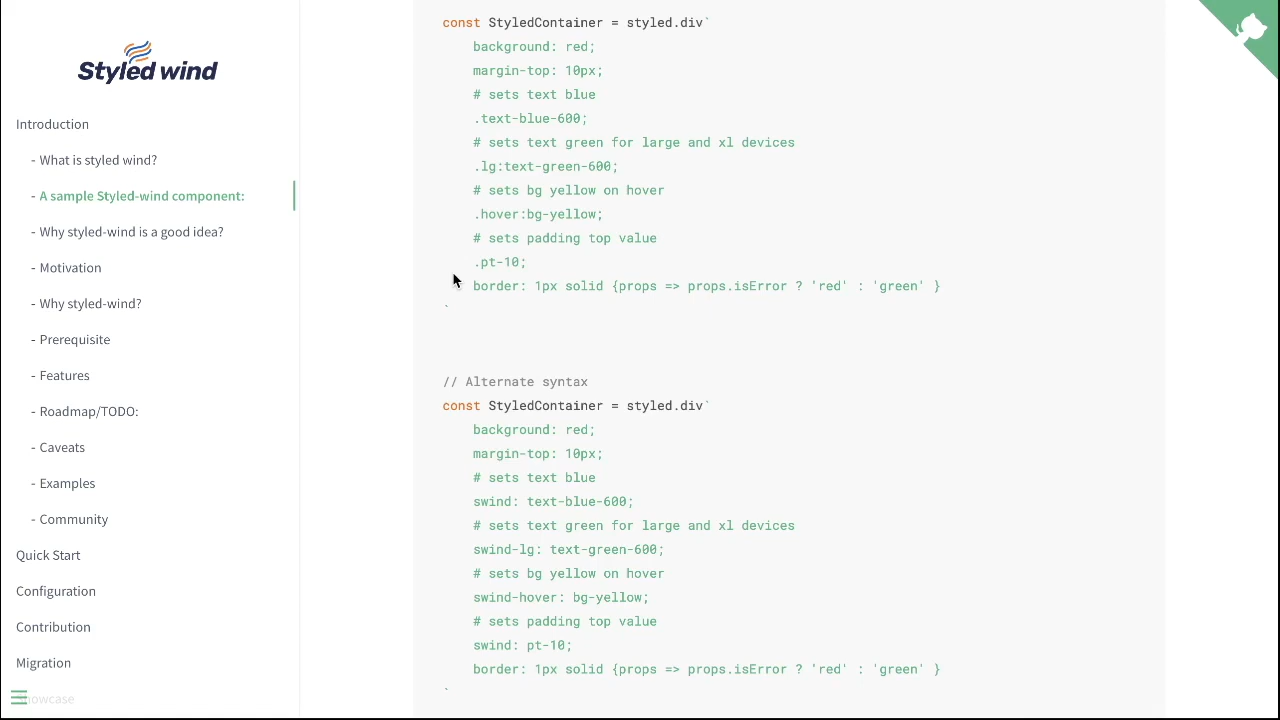 Styled wind
Introduction
- What is styled wind?
- A sample Styled-wind component:
- Why styled-wind is a good idea?
- Motivation
- Why styled-wind?
- Prerequisite
- Features
- Roadmap/TODO:
- Caveats
- Examples
- Community
Quick Start
Configuration
Contribution
Migration
Showcase
const StyledContainer = styled.div`
background: red;
margin-top: 10px;
# sets text blue
.text-blue-600;
# sets text green for large and xl devices
.lg:text-green-600;
# sets bg yellow on hover
.hover:bg-yellow;
# sets padding top value
.pt-10;
border: 1px solid {props => props.isError ? 'red' : 'green' }
`
// Alternate syntax
const StyledContainer = styled.div`
background: red;
margin-top: 10px;
# sets text blue
swind: text-blue-600;
# sets text green for large and xl devices
swind-lg: text-green-600;
# sets bg yellow on hover
swind-hover: bg-yellow;
# sets padding top value
swind: pt-10;
border: 1px solid {props => props.isError ? 'red' : 'green' }
`